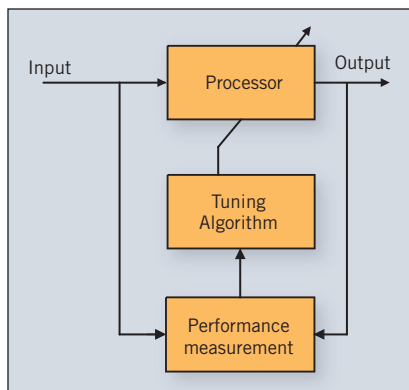 Input
Output
Processor
Tuning
Algorithm
Performance
measurement